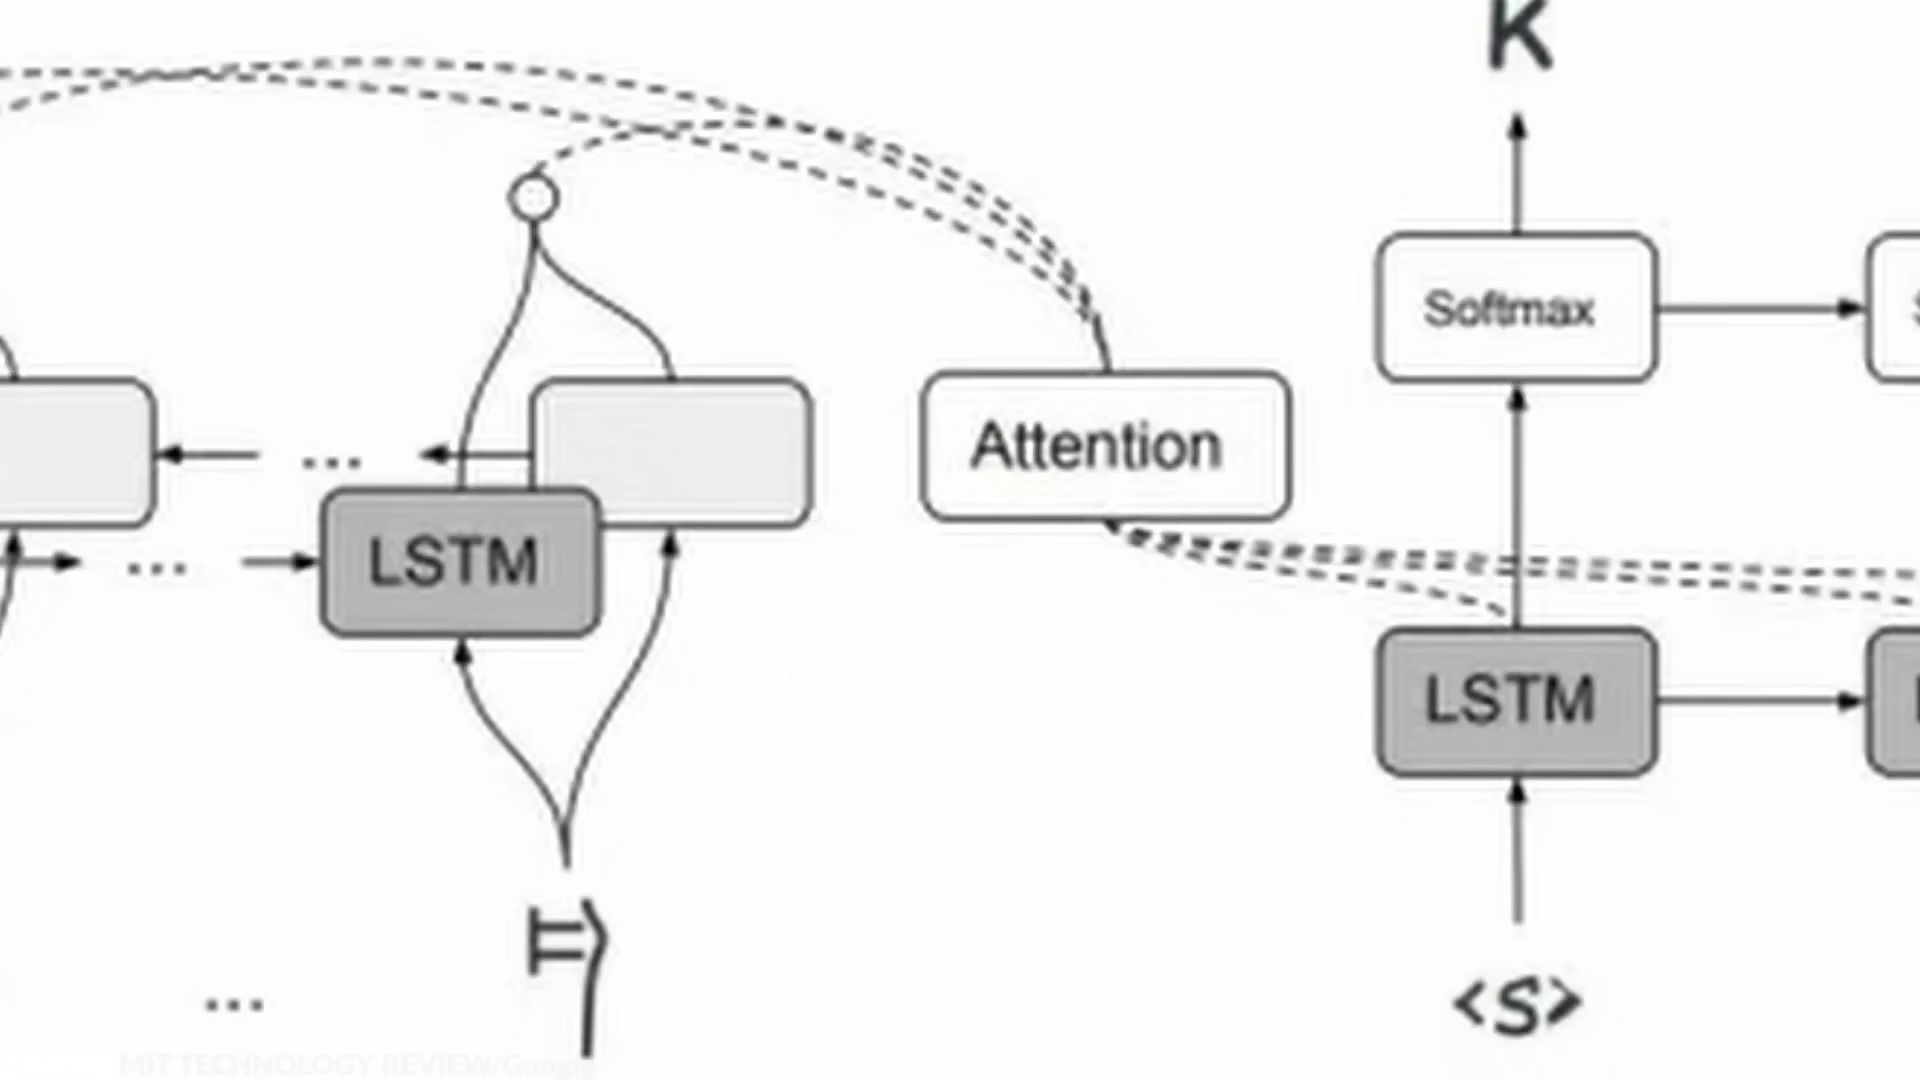 K
Softmax
...
Attention
LSTM
...
LSTM
<S>
...
MIT TECHNOLOGY REVIEW/Google